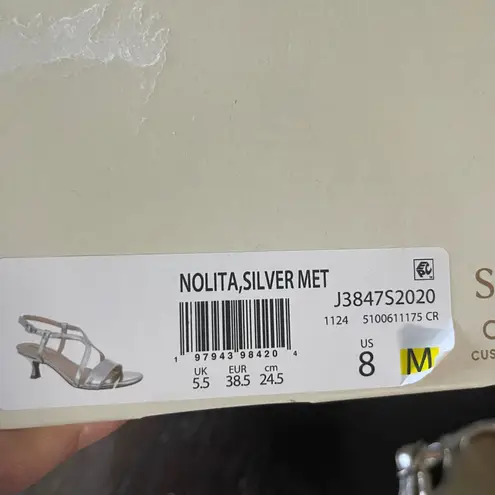 NOLITA,SILVER MET
J3847S2020
1124 5100611175 CR
1 97943 98420 4
UK EUR cm
5.5 38.5 24.5
US
8 M
S
C
CUS